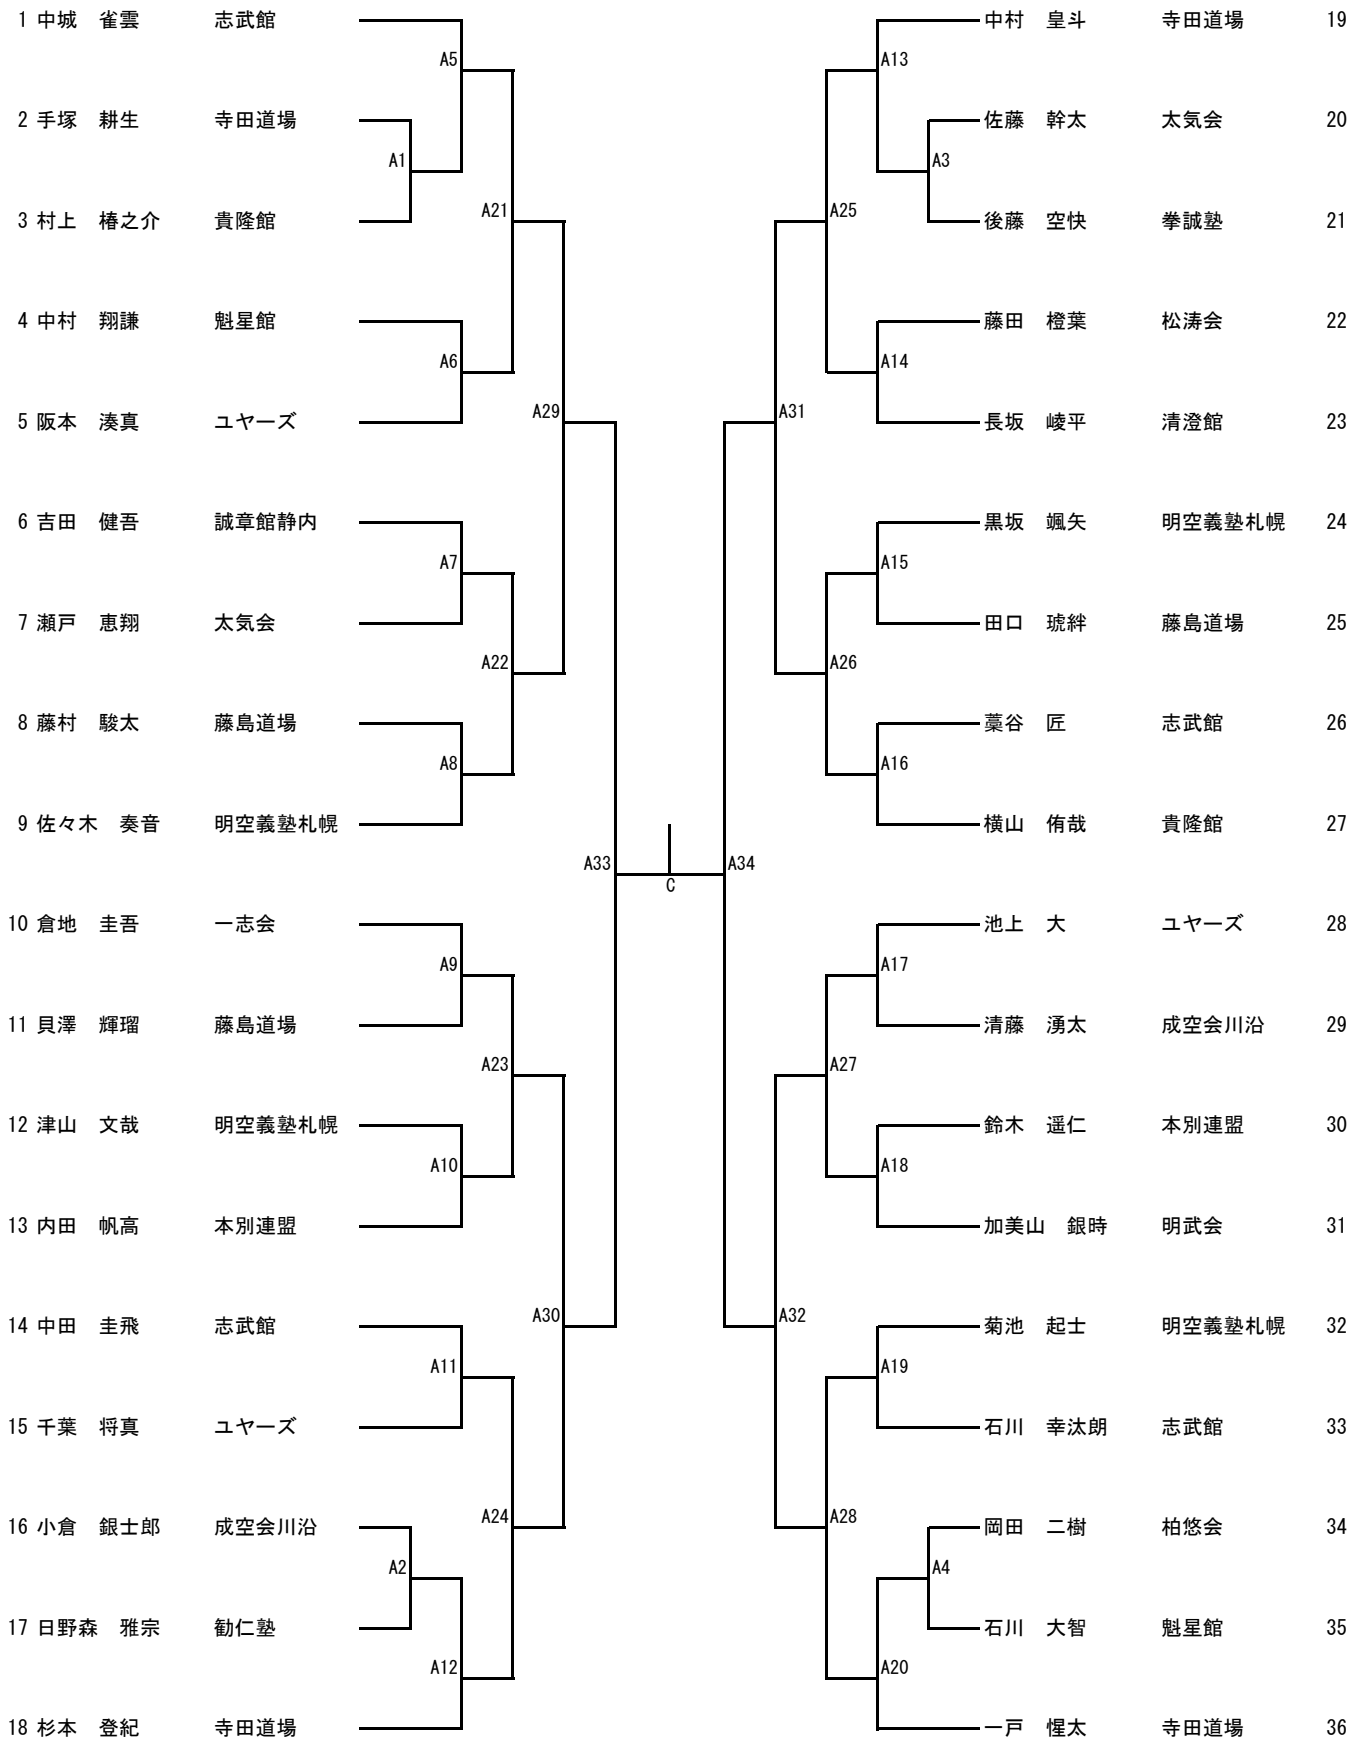 1 中城　雀雲　志武館
中村　皇斗　寺田道場　19
A5
A13
2 手塚　耕生　寺田道場
佐藤　幹太　太気会　20
A1
A3
3 村上　椿之介　貴隆館
A21
A25
後藤　空快　拳誠塾　21
4 中村　翔謙　魁星館
藤田　橙葉　松涛会　22
A6
A14
5 阪本　湊真　ユヤーズ
A29
A31
長坂　崚平　清澄館　23
6 吉田　健吾　誠章館静内
黒坂　颯矢　明空義塾札幌　24
A7
A15
7 瀬戸　恵翔　太気会
田口　琥絆　藤島道場　25
A22
A26
8 藤村　駿太　藤島道場
藁谷　匠　志武館　26
A8
A16
9 佐々木　奏音　明空義塾札幌
横山　侑哉　貴隆館　27
A33
C
A34
10 倉地　圭吾　一志会
池上　大　ユヤーズ　28
A9
A17
11 貝澤　輝瑠　藤島道場
清藤　湧太　成空会川沿　29
A23
A27
12 津山　文哉　明空義塾札幌
鈴木　遥仁　本別連盟　30
A10
A18
13 内田　帆高　本別連盟
加美山　銀時　明武会　31
A30
A32
14 中田　圭飛　志武館
菊池　起士　明空義塾札幌　32
A11
A19
15 千葉　将真　ユヤーズ
石川　幸汰朗　志武館　33
A24
A28
16 小倉　銀士郎　成空会川沿
岡田　二樹　柏悠会　34
A2
A4
17 日野森　雅宗　勧仁塾
石川　大智　魁星館　35
A12
A20
18 杉本　登紀　寺田道場
一戸　惺太　寺田道場　36